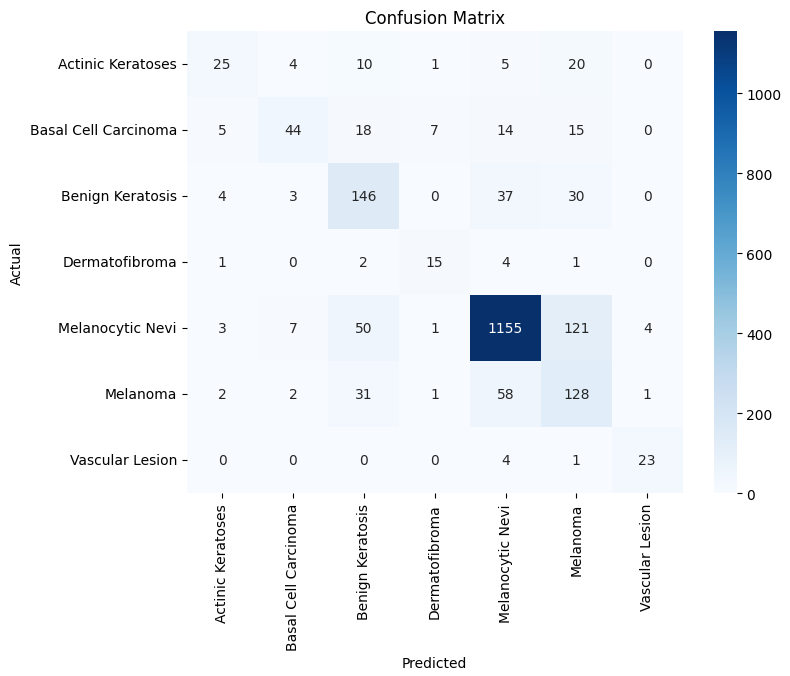 Confusion Matrix
Actual
Actinic Keratoses 25 4 10 1 5 20 0
Basal Cell Carcinoma 5 44 18 7 14 15 0
Benign Keratosis 4 3 146 0 37 30 0
Dermatofibroma 1 0 2 15 4 1 0
Melanocytic Nevi 3 7 50 1 1155 121 4
Melanoma 2 2 31 1 58 128 1
Vascular Lesion 0 0 0 0 4 1 23
Actinic Keratoses
Basal Cell Carcinoma
Benign Keratosis
Dermatofibroma
Melanocytic Nevi
Melanoma
Vascular Lesion
Predicted
1000
800
600
400
200
0